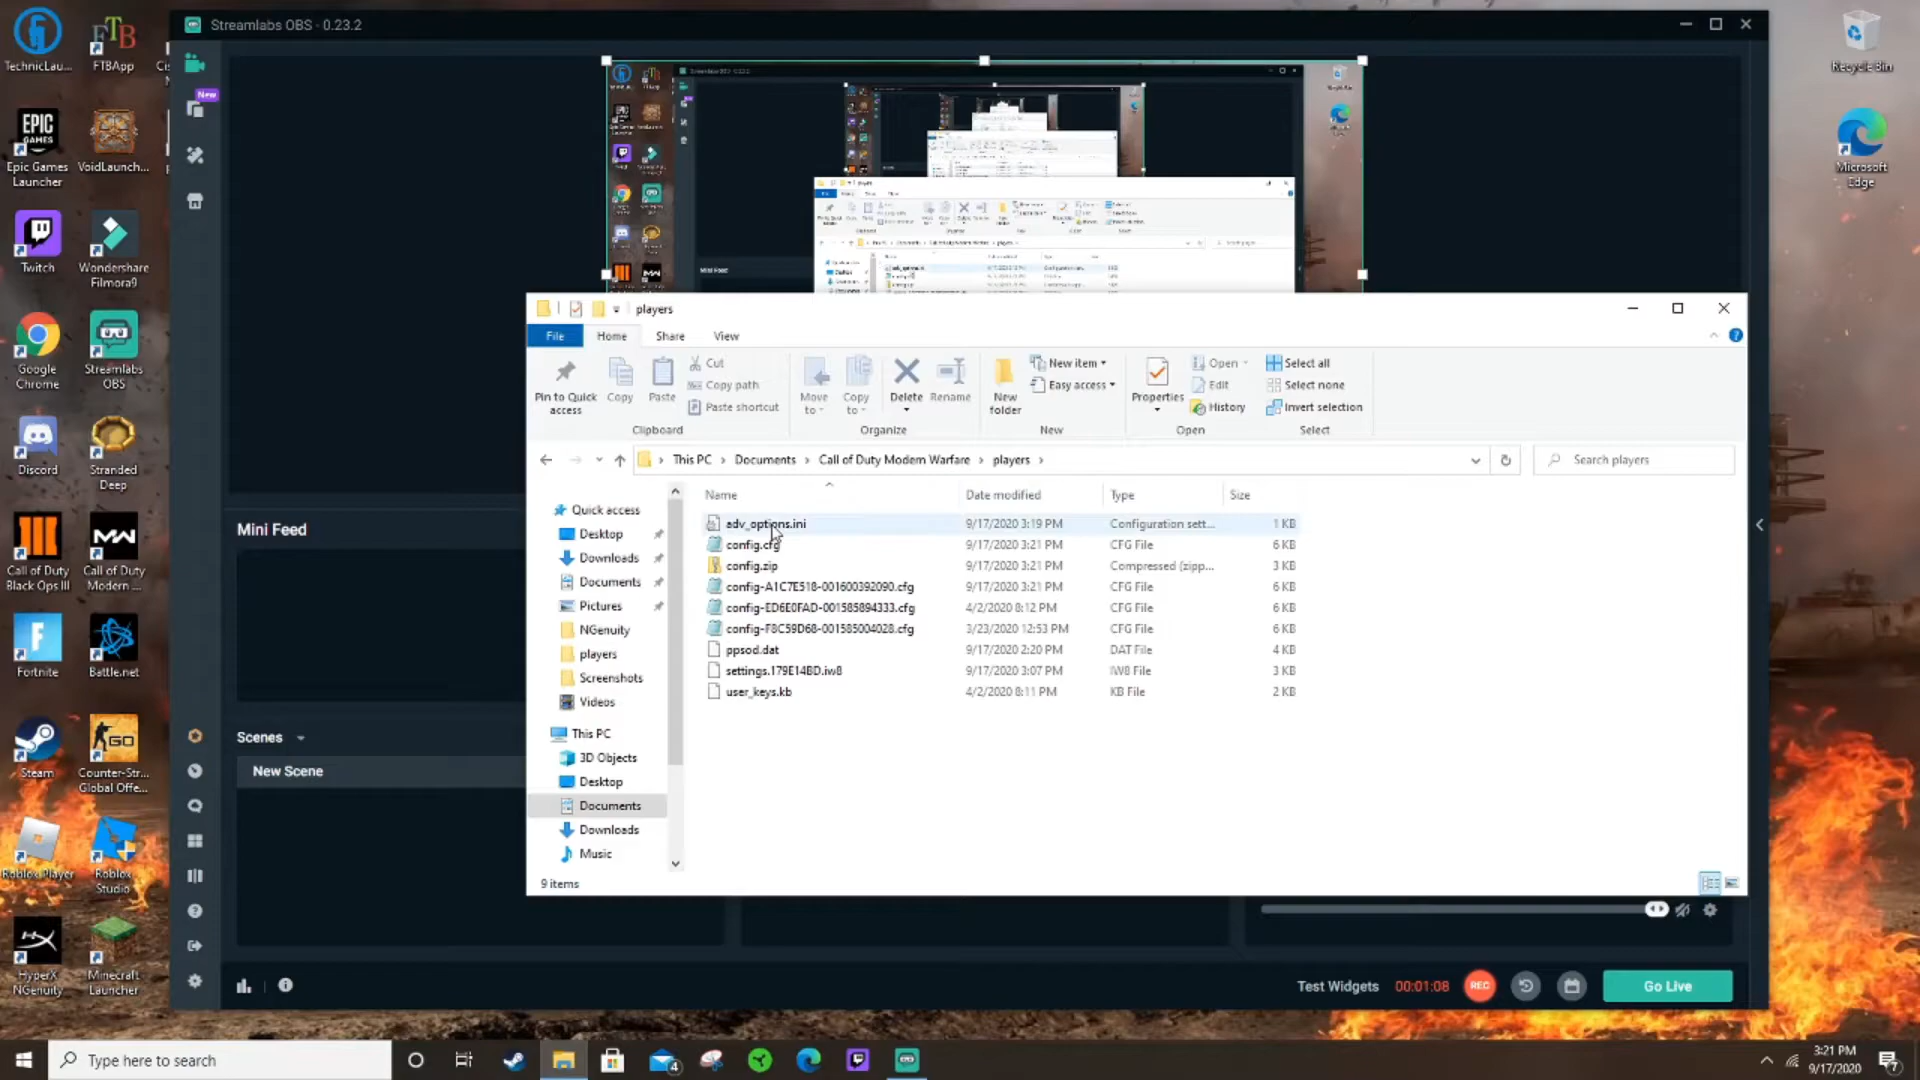 Streamlabs OBS - 0.23.2
TechnicLau...
FTBApp
Epic Games Launcher
VoidLaunch...
Twitch
Wondershare Filmora9
Google Chrome
Streamlabs OBS
Discord
Stranded Deep
Call of Duty Black Ops III
Call of Duty Modern ...
Fortnite
Battle.net
Steam
Counter-Str... Global Offe...
Roblox Player
Roblox Studio
HyperX NGenuity
Minecraft Launcher
Recycle Bin
Microsoft Edge
New
Mini Feed
Scenes
New Scene
players
File Home Share View
Pin to Quick access
Copy
Paste
Cut
Copy path
Paste shortcut
Clipboard
Move to
Copy to
Delete
Rename
Organize
New folder
New item
Easy access
New
Properties
Open
Edit
History
Open
Select all
Select none
Invert selection
Select
This PC > Documents > Call of Duty Modern Warfare > players >
Search players
Quick access
Desktop
Downloads
Documents
Pictures
NGenuity
players
Screenshots
Videos
This PC
3D Objects
Desktop
Documents
Downloads
Music
Name Date modified Type Size
adv_options.ini 9/17/2020 3:19 PM Configuration sett... 1 KB
config.cfg 9/17/2020 3:21 PM CFG File 6 KB
config.zip 9/17/2020 3:21 PM Compressed (zipp... 3 KB
config-A1C7E518-001600392090.cfg 9/17/2020 3:21 PM CFG File 6 KB
config-ED6E0FAD-001585894333.cfg 4/2/2020 8:12 PM CFG File 6 KB
config-F8C59D68-001585004028.cfg 3/23/2020 12:53 PM CFG File 6 KB
ppsod.dat 9/17/2020 2:20 PM DAT File 4 KB
settings.179E14BD.iw8 9/17/2020 3:07 PM IW8 File 3 KB
user_keys.kb 4/2/2020 8:11 PM KB File 2 KB
9 items
Test Widgets 00:01:08 REC Go Live
Type here to search
4
3:21 PM
9/17/2020
7